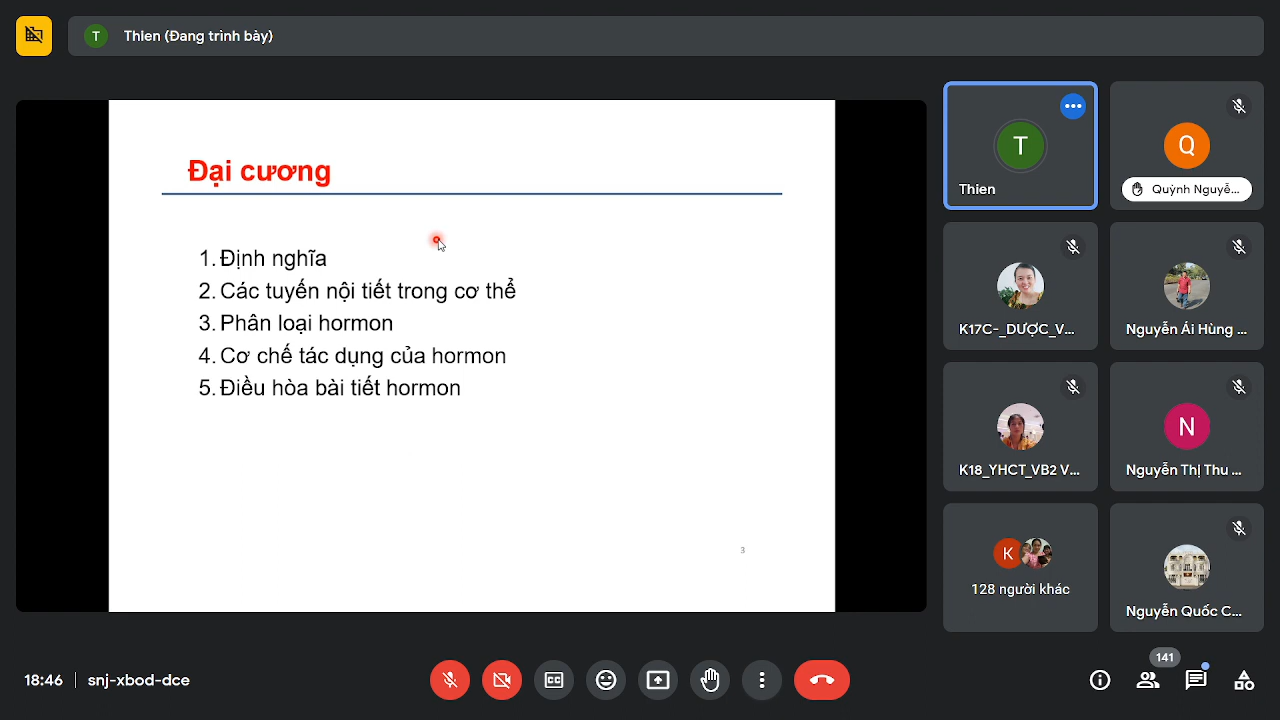 T
Thien (Đang trình bày)
Đại cương
1. Định nghĩa
2. Các tuyến nội tiết trong cơ thể
3. Phân loại hormon
4. Cơ chế tác dụng của hormon
5. Điều hòa bài tiết hormon
3
T
Thien
Q
Quỳnh Nguyễ...
K17C-_DƯỢC_V...
Nguyễn Ái Hùng ...
K18_YHCT_VB2 V...
N
Nguyễn Thị Thu ...
K
128 người khác
Nguyễn Quốc C...
18:46 | snj-xbod-dce
CC
141